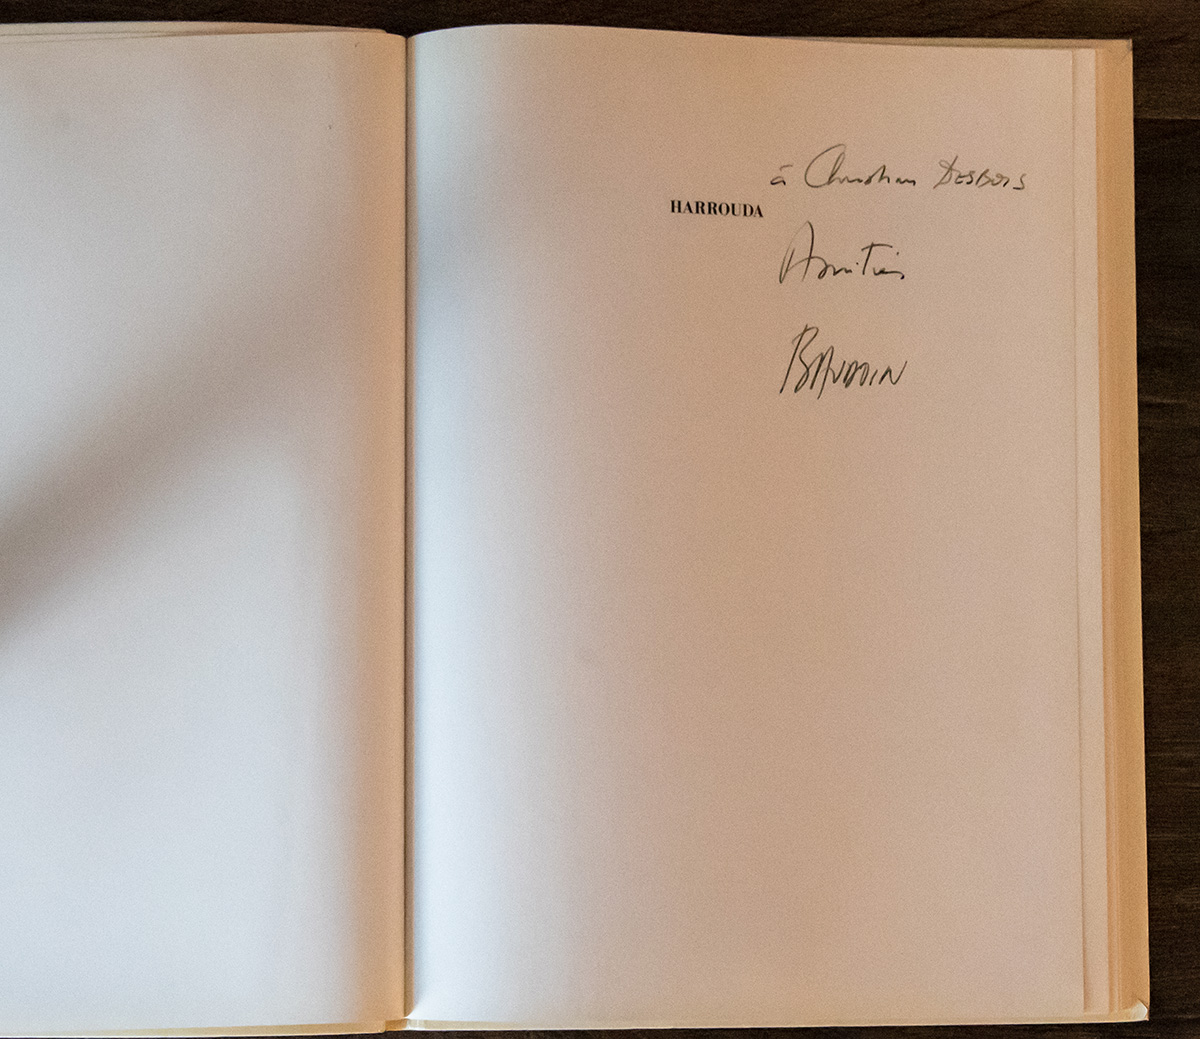 à Christian DESBOIS
HARROUDA
Amitiés
BAUDOIN